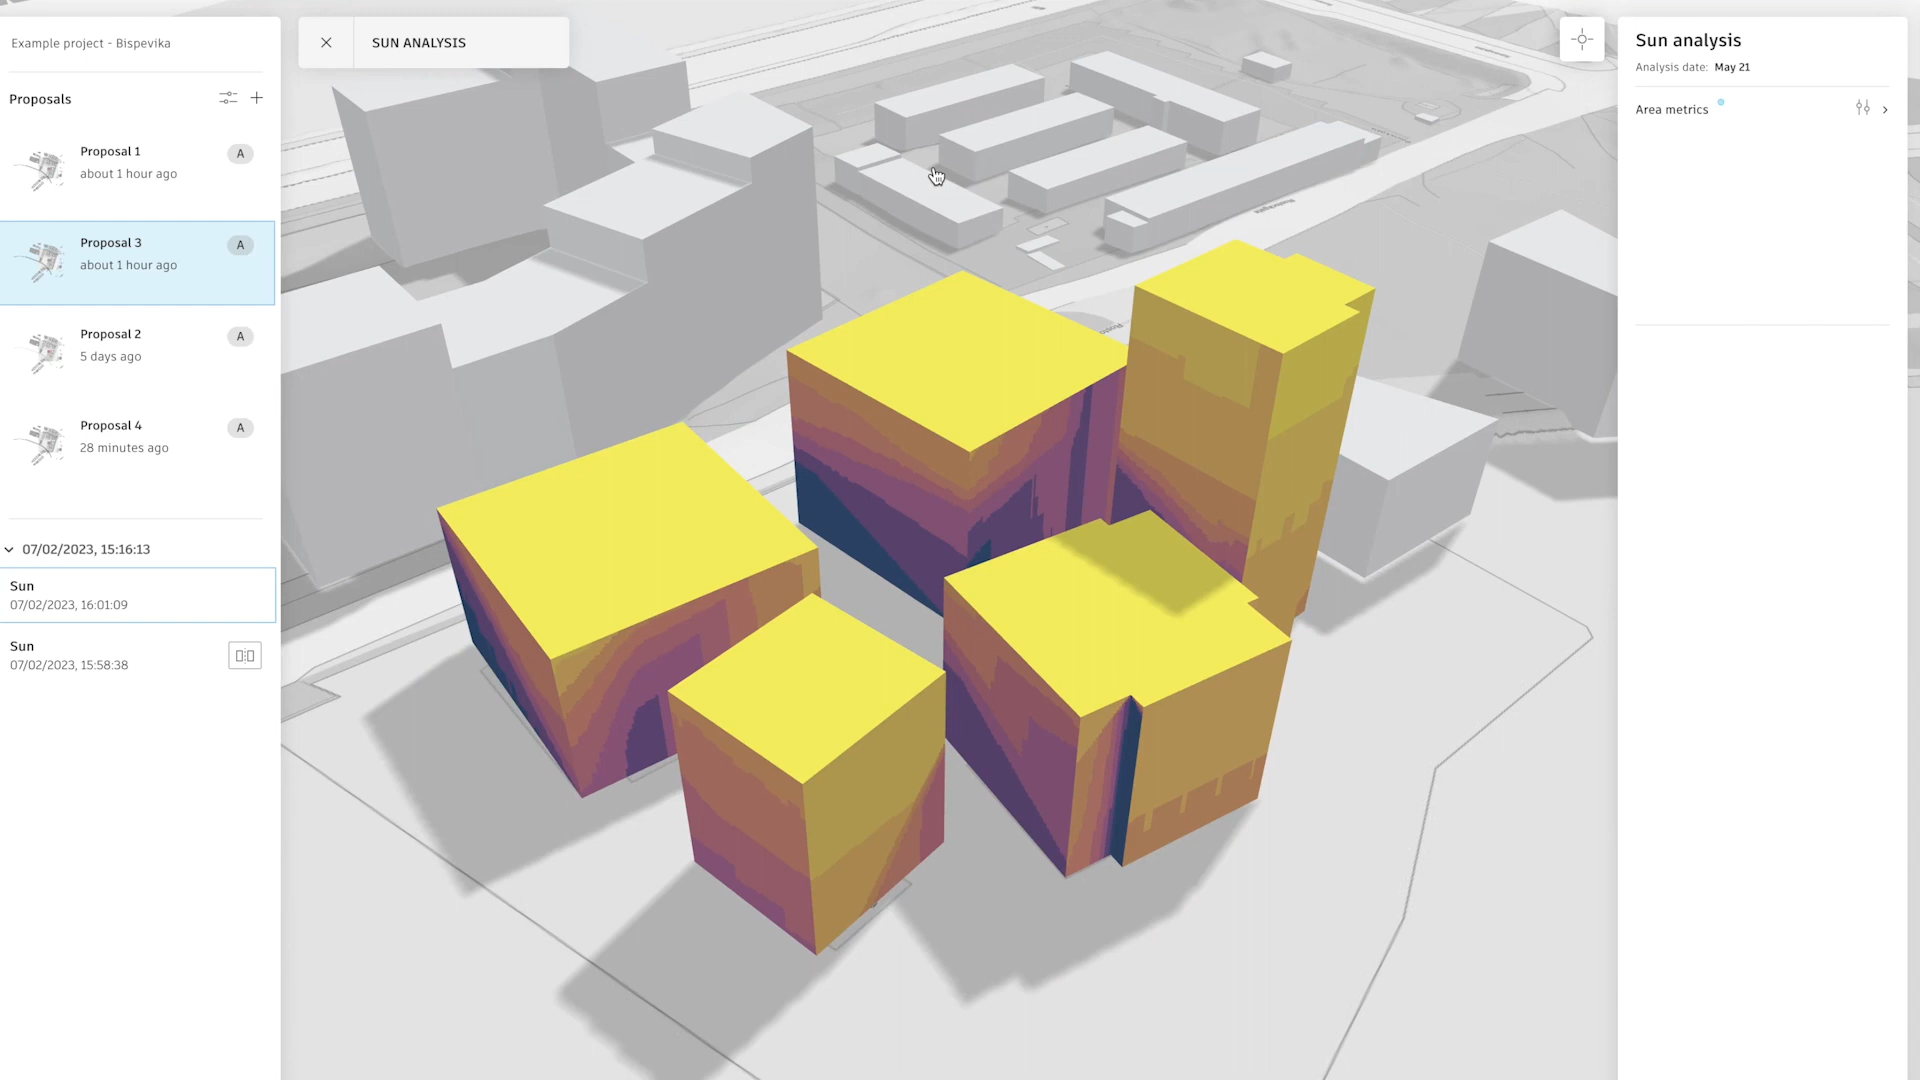 Example project - Bispevika
Proposals
Proposal 1
about 1 hour ago
A
Proposal 3
about 1 hour ago
A
Proposal 2
5 days ago
A
Proposal 4
28 minutes ago
A
07/02/2023, 15:16:13
Sun
07/02/2023, 16:01:09
Sun
07/02/2023, 15:58:38
SUN ANALYSIS
Sun analysis
Analysis date: May 21
Area metrics